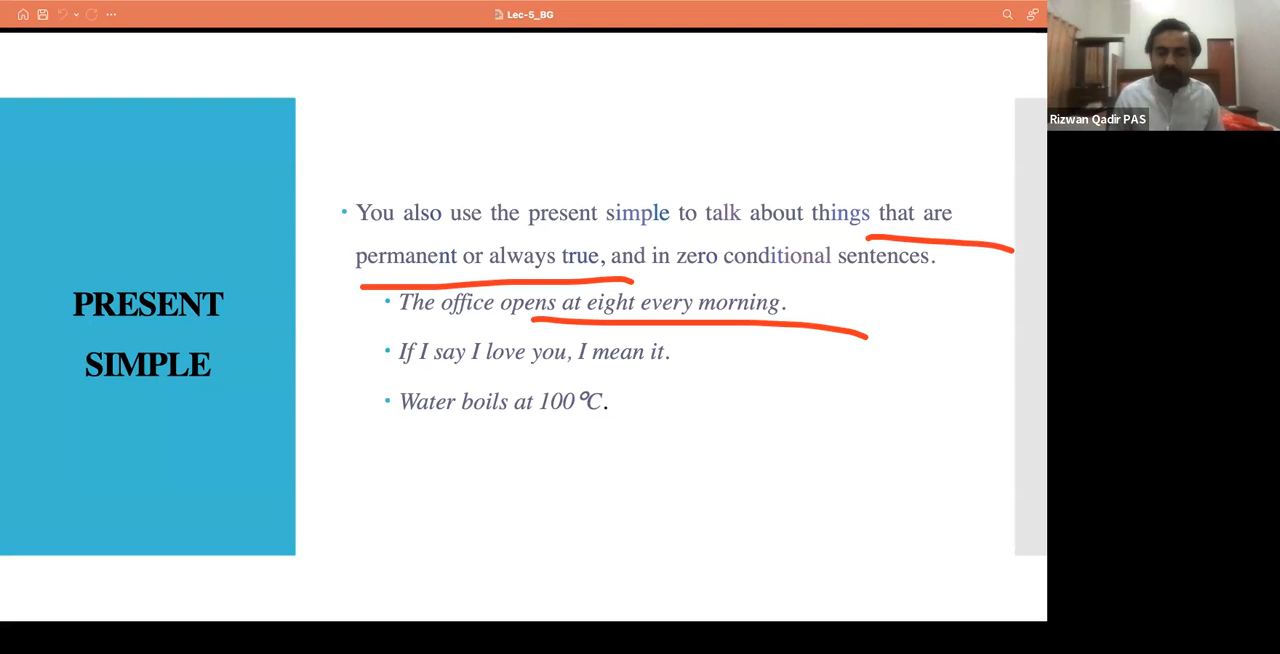 Lec-5_BG
Rizwan Qadir PAS
PRESENT
SIMPLE
• You also use the present simple to talk about things that are
permanent or always true, and in zero conditional sentences.
• The office opens at eight every morning.
• If I say I love you, I mean it.
• Water boils at 100°C.